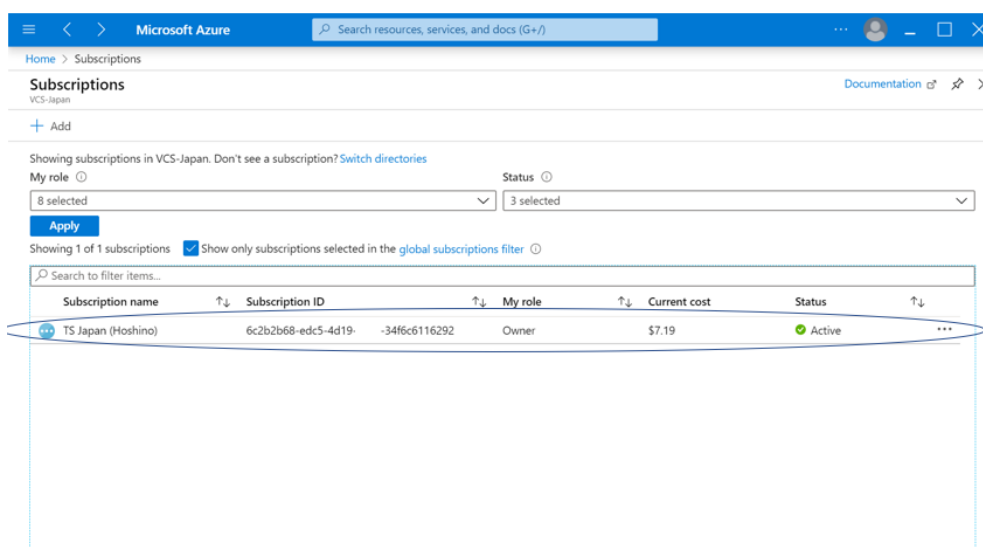 Microsoft Azure
Search resources, services, and docs (G+/)
Home > Subscriptions
Subscriptions
Documentation
VCS-Japan
+ Add
Showing subscriptions in VCS-Japan. Don't see a subscription? Switch directories
My role Status
8 selected 3 selected
Apply
Showing 1 of 1 subscriptions Show only subscriptions selected in the global subscriptions filter
Search to filter items...
Subscription name ↑↓ Subscription ID ↑↓ My role ↑↓ Current cost Status ↑↓
TS Japan (Hoshino) 6c2b2b68-edc5-4d19- -34f6c6116292 Owner $7.19 Active ...